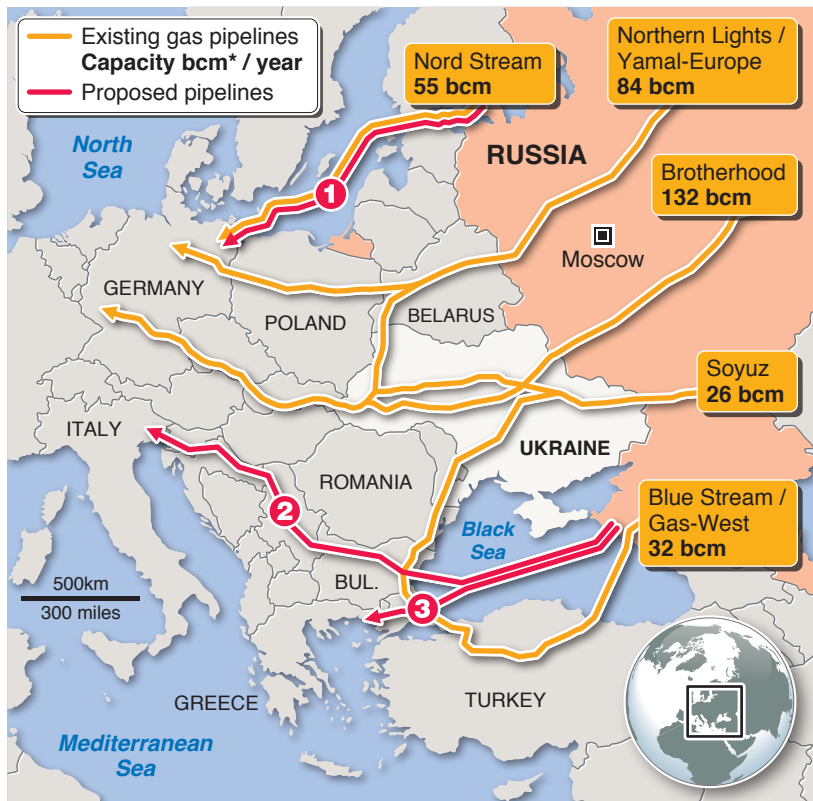 Existing gas pipelines
Capacity bcm* / year
Proposed pipelines
Nord Stream
55 bcm
Northern Lights /
Yamal-Europe
84 bcm
North
Sea
RUSSIA
Brotherhood
132 bcm
1
Moscow
GERMANY
POLAND
BELARUS
Soyuz
26 bcm
ITALY
UKRAINE
ROMANIA
2
Black
Sea
Blue Stream /
Gas-West
32 bcm
500km
300 miles
BUL.
3
GREECE
TURKEY
Mediterranean
Sea